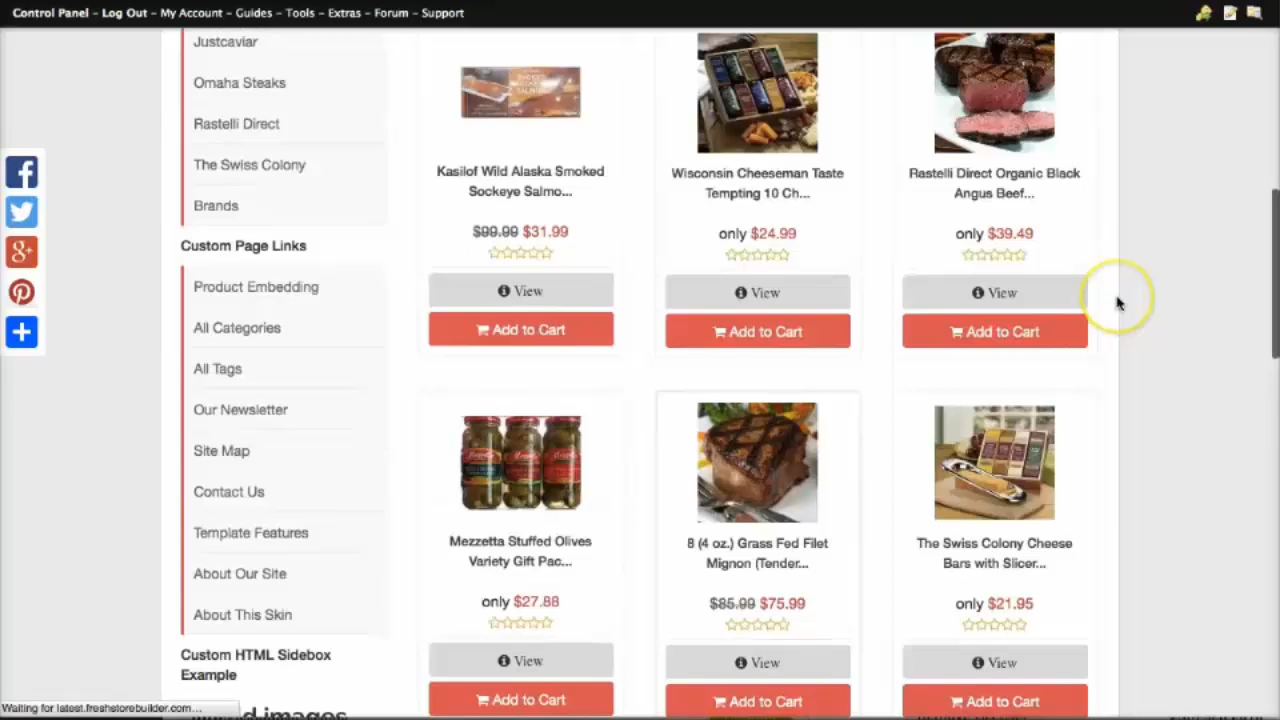 Control Panel – Log Out – My Account – Guides – Tools – Extras – Forum – Support
Justcaviar
Omaha Steaks
Rastelli Direct
The Swiss Colony
Brands
Custom Page Links
Product Embedding
All Categories
All Tags
Our Newsletter
Site Map
Contact Us
Template Features
About Our Site
About This Skin
Custom HTML Sidebox
Example
Kasilof Wild Alaska Smoked
Sockeye Salmo...
$99.99 $31.99
View
Add to Cart
Wisconsin Cheeseman Taste
Tempting 10 Ch...
only $24.99
View
Add to Cart
Rastelli Direct Organic Black
Angus Beef...
only $39.49
View
Add to Cart
Mezzetta Stuffed Olives
Variety Gift Pac...
only $27.88
View
Add to Cart
8 (4 oz.) Grass Fed Filet
Mignon (Tender...
$85.99 $75.99
View
Add to Cart
The Swiss Colony Cheese
Bars with Slicer...
only $21.95
View
Add to Cart
Waiting for latest.freshstorebuilder.com...
images